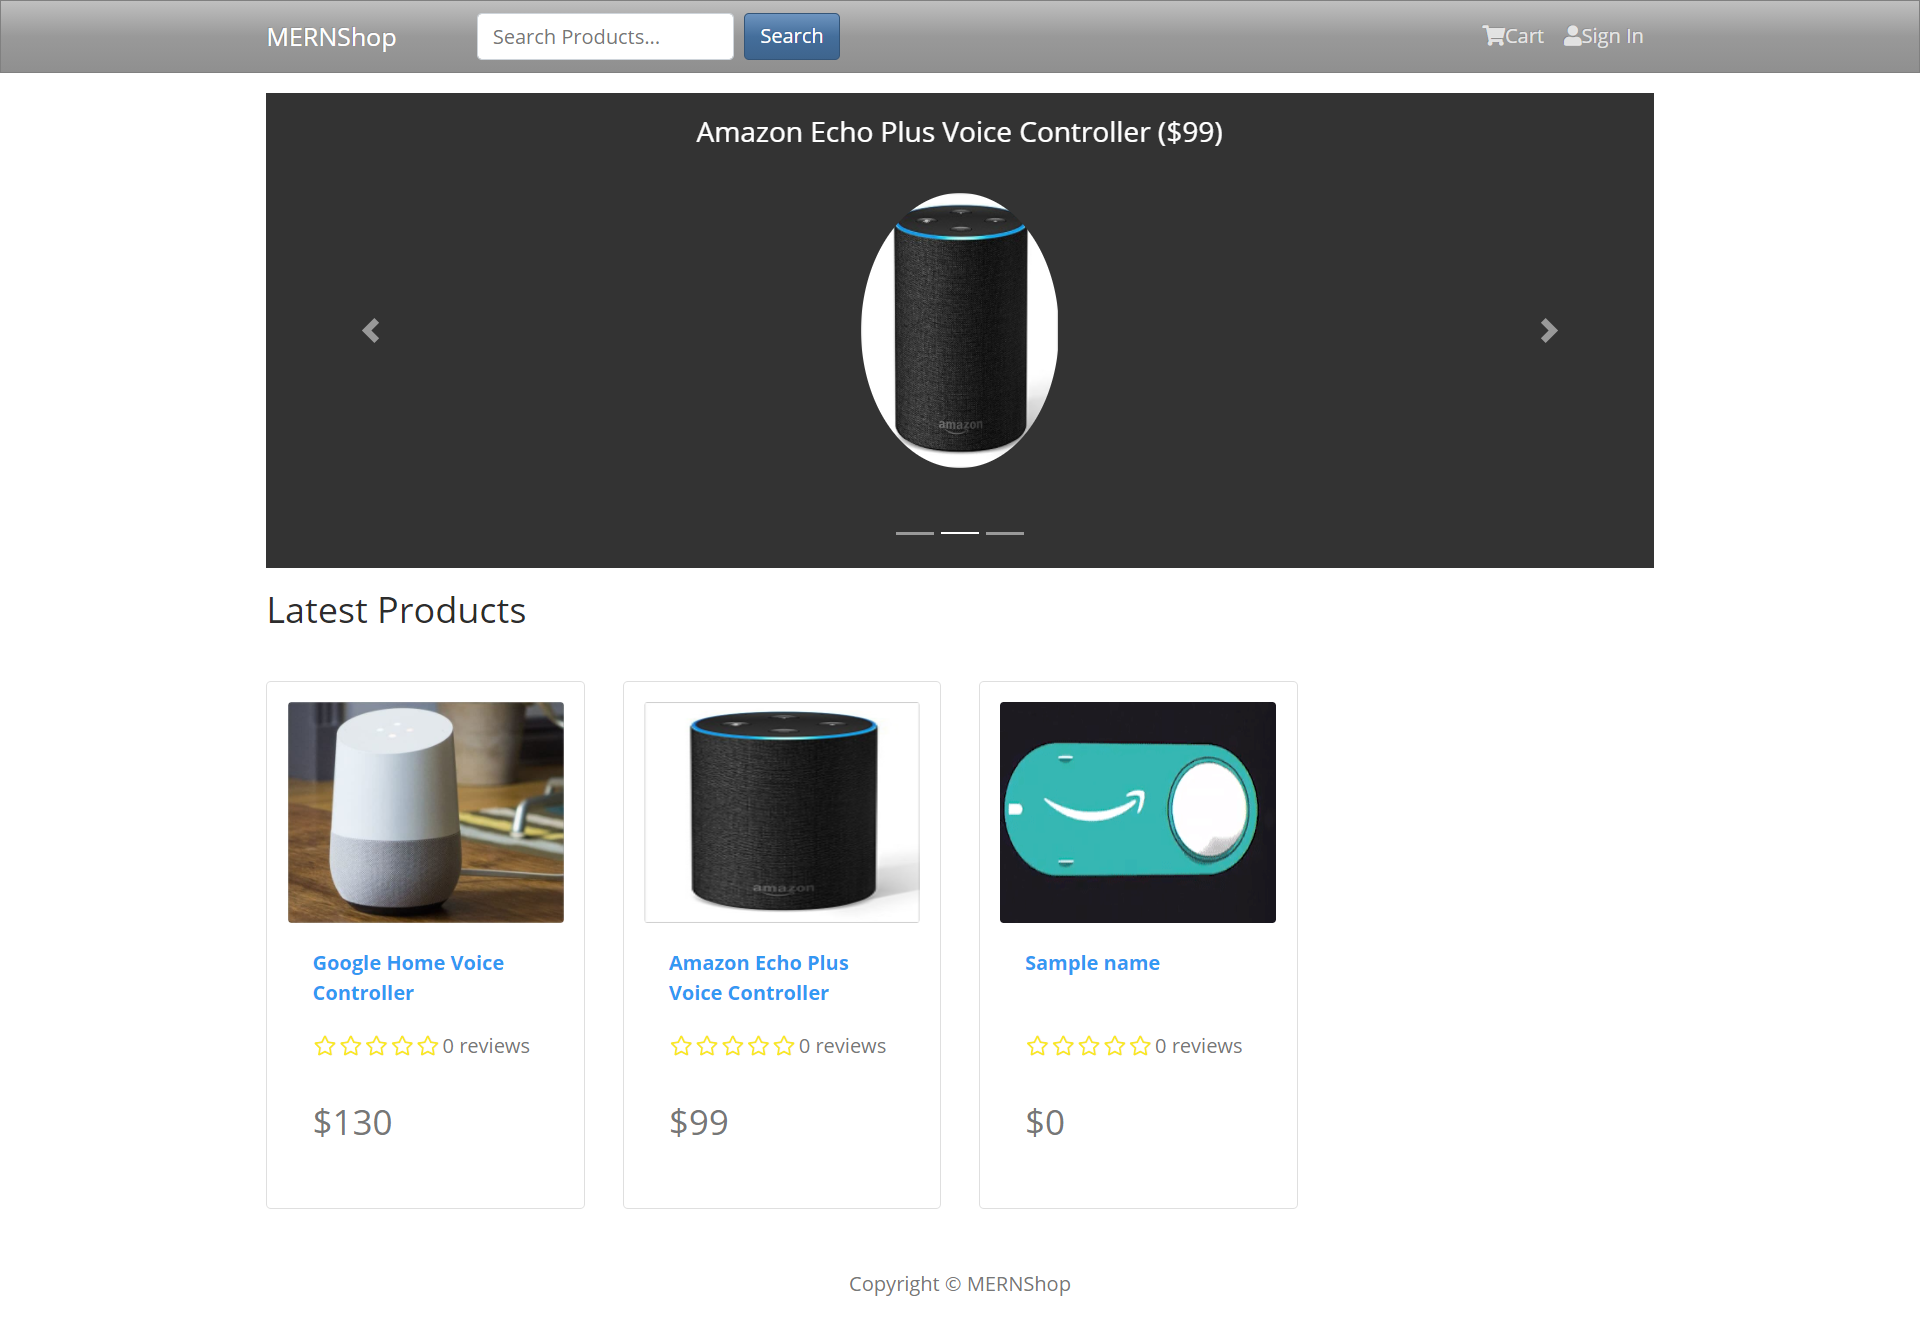 MERNShop
Search Products...
Search
Cart
Sign In
Amazon Echo Plus Voice Controller ($99)
amazon
Latest Products
amazon
Google Home Voice
Controller
Amazon Echo Plus
Voice Controller
Sample name
0 reviews
0 reviews
0 reviews
$130
$99
$0
Copyright © MERNShop